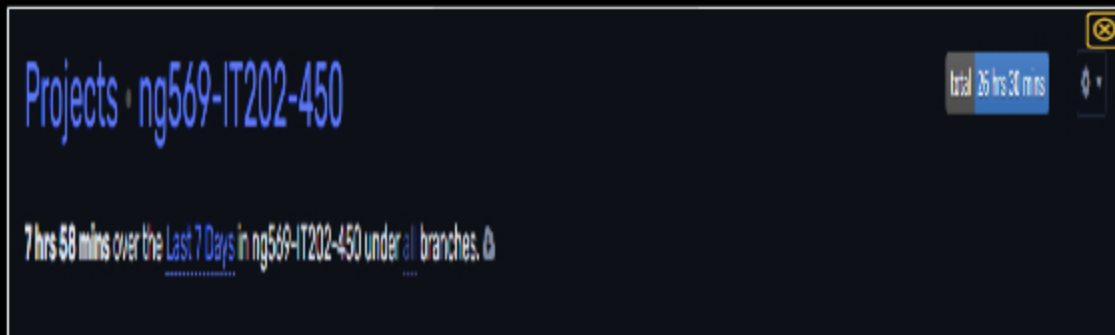 Projects • ng569-IT202-450
total 26 hrs 30 mins
7 hrs 58 mins over the Last 7 Days in ng569-IT202-450 under all branches.